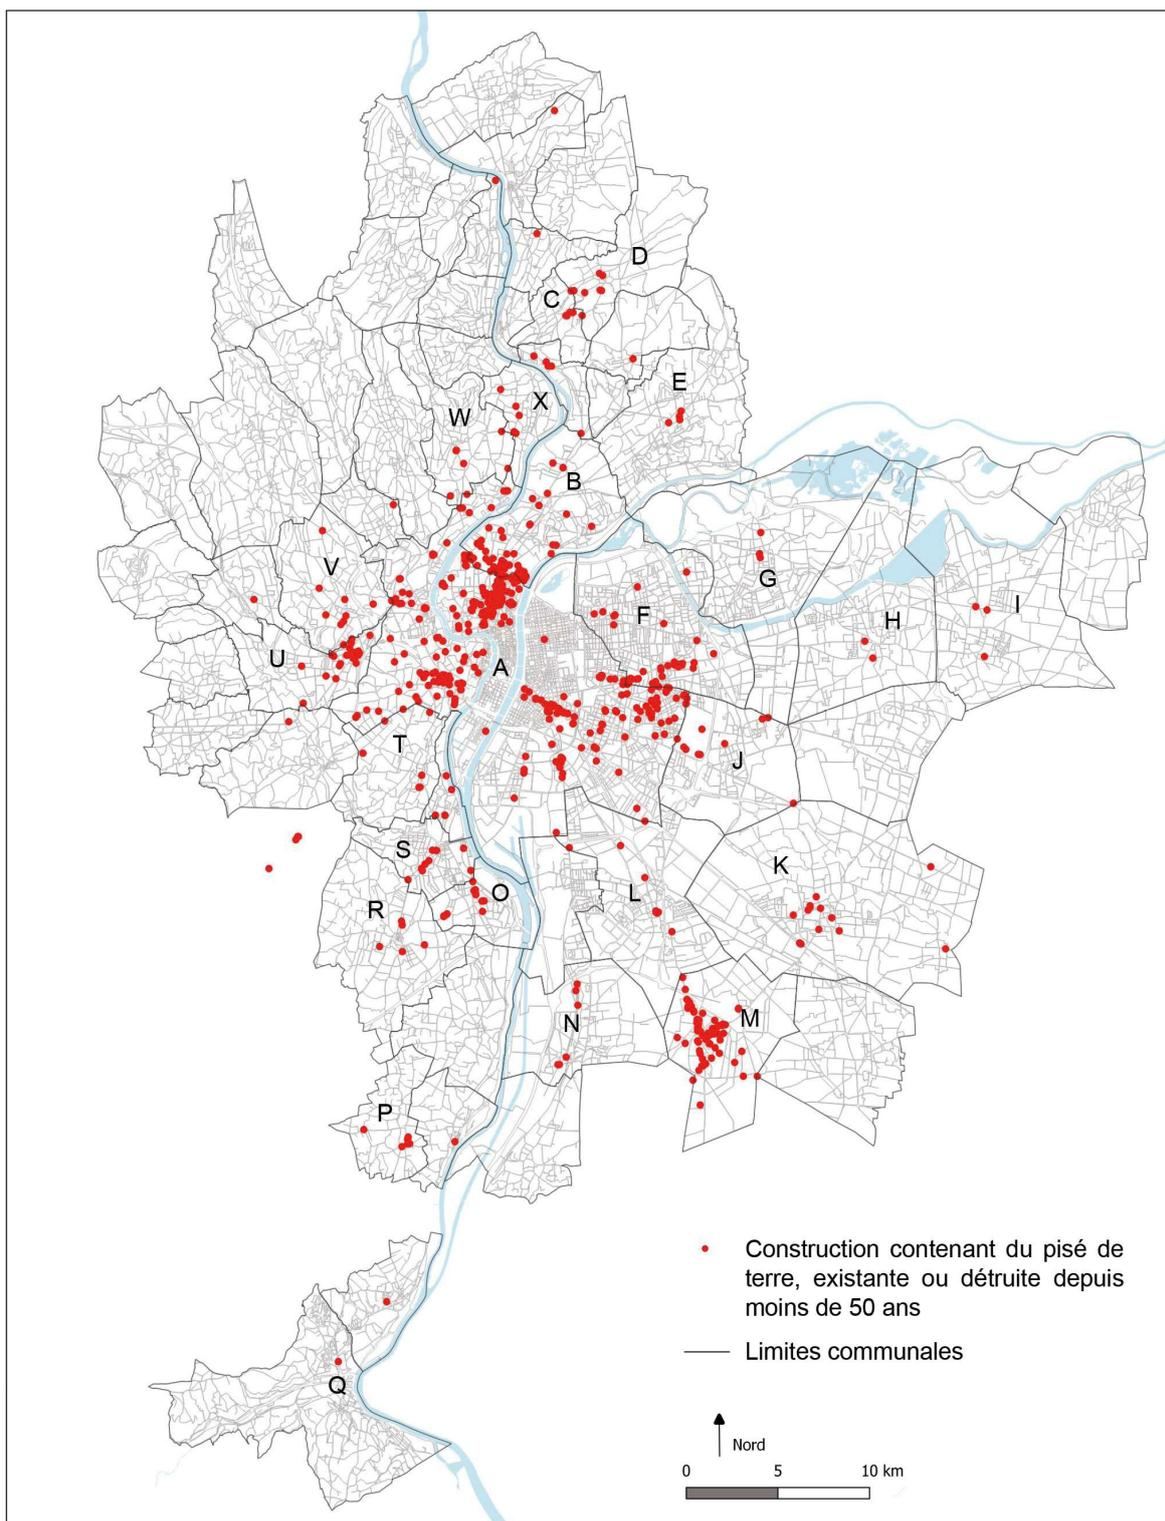 D
C
E
X
W
B
V
G
F
H
I
U
A
T
J
S
K
O
L
R
N
M
P
Construction contenant du pisé de
terre, existante ou détruite depuis
moins de 50 ans
Limites communales
Q
Nord
0 5 10 km